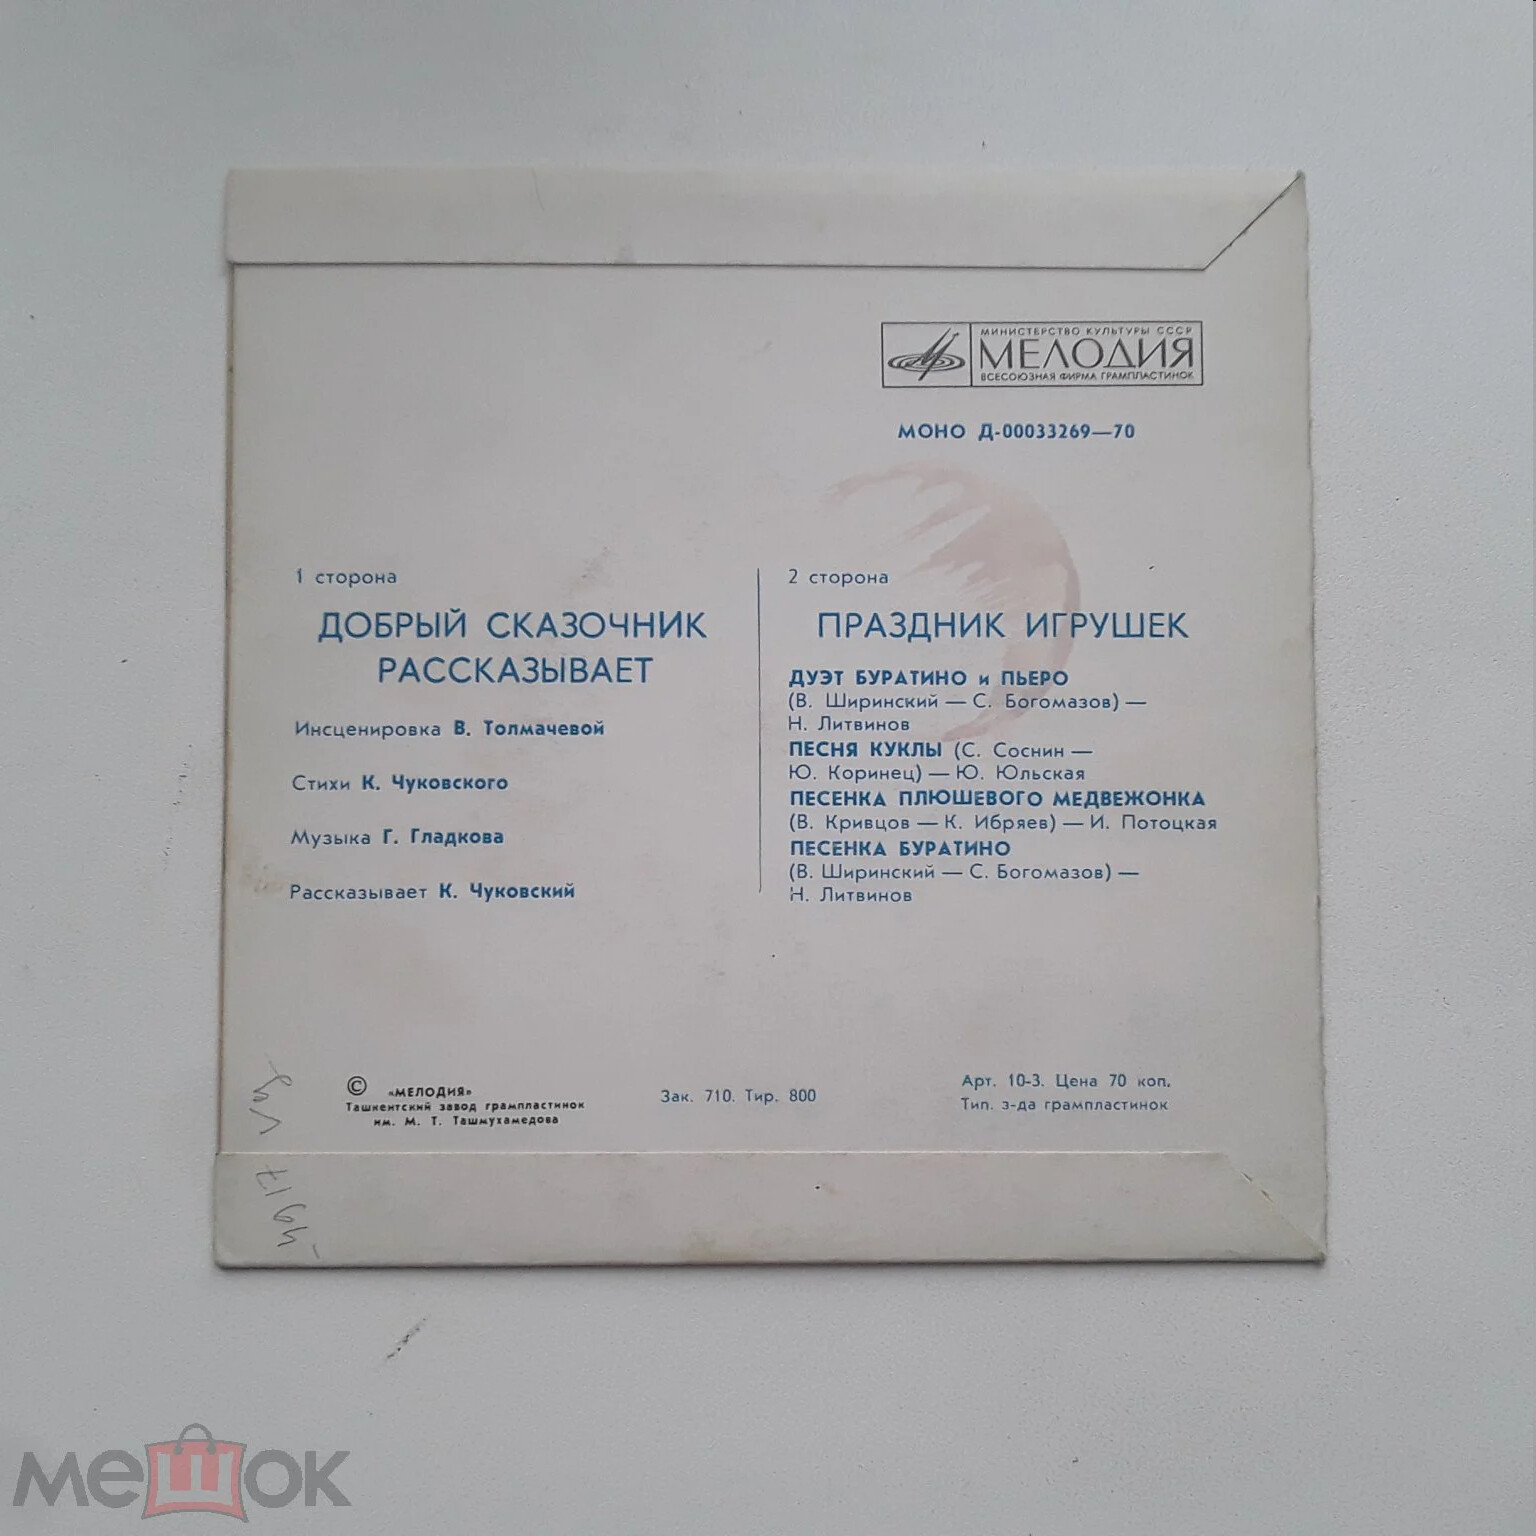 МИНИСТЕРСТВО КУЛЬТУРЫ СССР
МЕЛОДИЯ
ВСЕСОЮЗНАЯ ФИРМА ГРАМПЛАСТИНОК
МОНО Д-00033269—70
1 сторона
ДОБРЫЙ СКАЗОЧНИК
РАССКАЗЫВАЕТ
Инсценировка В. Толмачевой
Стихи К. Чуковского
Музыка Г. Гладкова
Рассказывает К. Чуковский
2 сторона
ПРАЗДНИК ИГРУШЕК
ДУЭТ БУРАТИНО и ПЬЕРО
(В. Ширинский — С. Богомазов) —
Н. Литвинов
ПЕСНЯ КУКЛЫ (С. Соснин —
Ю. Коринец) — Ю. Юльская
ПЕСЕНКА ПЛЮШЕВОГО МЕДВЕЖОНКА
(В. Кривцов — К. Ибряев) — И. Потоцкая
ПЕСЕНКА БУРАТИНО
(В. Ширинский — С. Богомазов) —
Н. Литвинов
© «МЕЛОДИЯ»
Ташкентский завод грампластинок
им. М. Т. Ташмухамедова
Зак. 710. Тир. 800
Арт. 10-3. Цена 70 коп.
Тип. з-да грампластинок
мешок